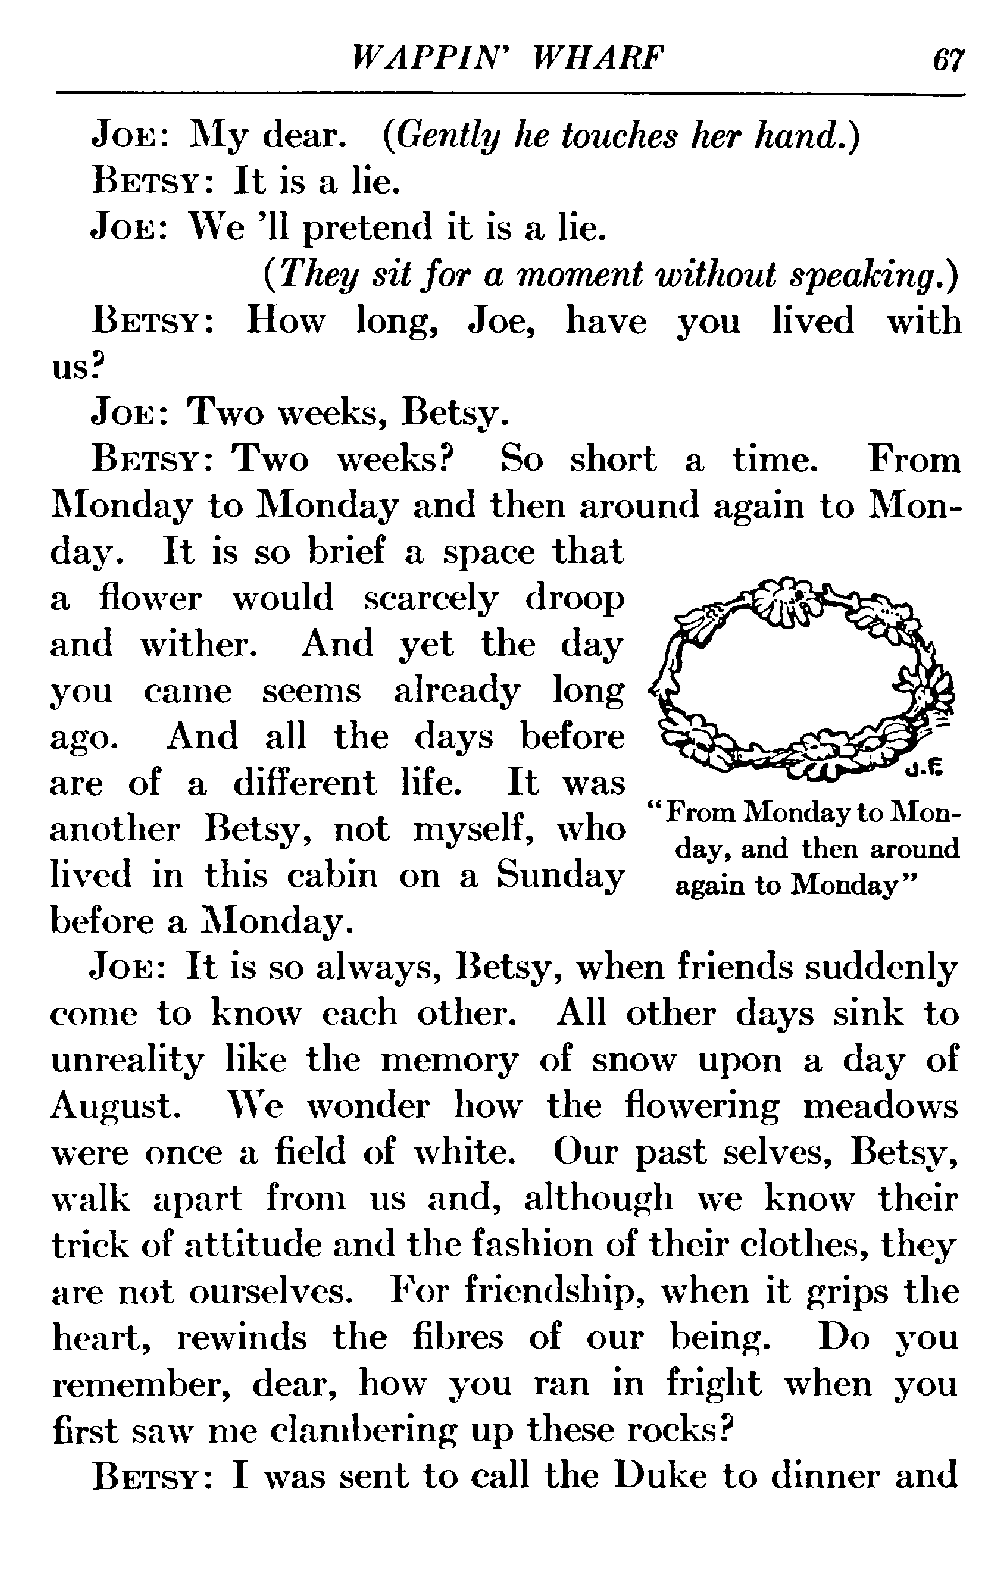 WAPPIN' WHARF 67
JOE: My dear. (Gently he touches her hand.)
BETSY: It is a lie.
JOE: We 'll pretend it is a lie.
(They sit for a moment without speaking.)
BETSY: How long, Joe, have you lived with
us?
JOE: Two weeks, Betsy.
BETSY: Two weeks? So short a time. From
Monday to Monday and then around again to Mon-
day. It is so brief a space that
a flower would scarcely droop
and wither. And yet the day
you came seems already long
ago. And all the days before
are of a different life. It was
another Betsy, not myself, who
lived in this cabin on a Sunday
before a Monday.
J.F.
"From Monday to Mon-
day, and then around
again to Monday"
JOE: It is so always, Betsy, when friends suddenly
come to know each other. All other days sink to
unreality like the memory of snow upon a day of
August. We wonder how the flowering meadows
were once a field of white. Our past selves, Betsy,
walk apart from us and, although we know their
trick of attitude and the fashion of their clothes, they
are not ourselves. For friendship, when it grips the
heart, rewinds the fibres of our being. Do you
remember, dear, how you ran in fright when you
first saw me clambering up these rocks?
BETSY: I was sent to call the Duke to dinner and